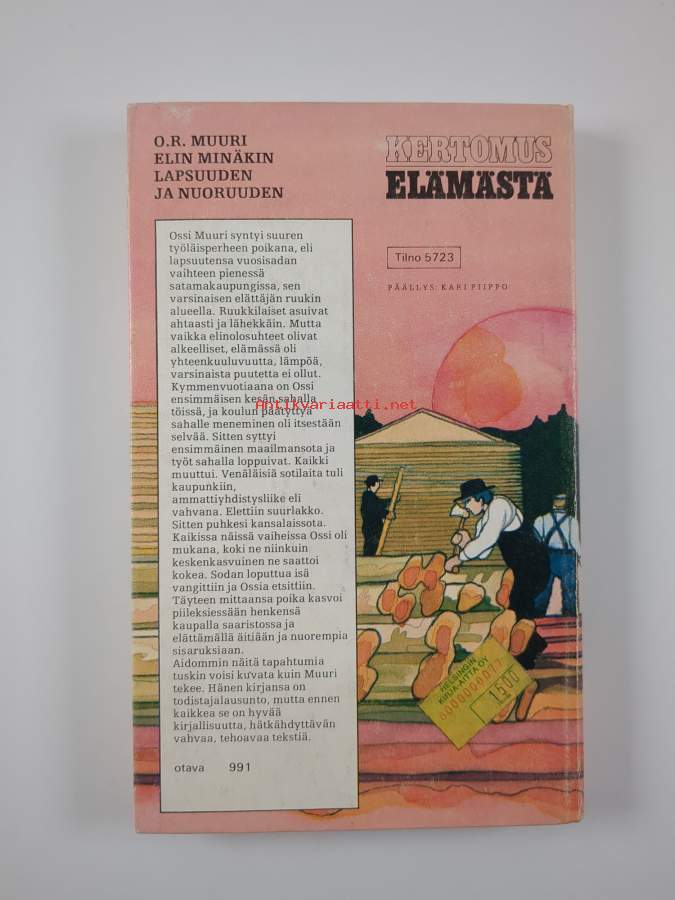 O.R. MUURI
ELIN MINÄKIN
LAPSUUDEN
JA NUORUUDEN
KERTOMUS
ELÄMÄSTÄ
Tilno 5723
PÄÄLLYS: KARI PIIPPO
Ossi Muuri syntyi suuren
työläisperheen poikana, eli
lapsuutensa vuosisadan
vaihteen pienessä
satamakaupungissa, sen
varsinaisen elättäjän ruukin
alueella. Ruukkilaiset asuivat
ahtaasti ja lähekkäin. Mutta
vaikka elinolosuhteet olivat
alkeelliset, elämässä oli
yhteenkuuluvuutta, lämpöä,
varsinaista puutetta ei ollut.
Kymmenvuotiaana on Ossi
ensimmäisen kesän sahalla
töissä, ja koulun päätyttyä
sahalle meneminen oli itsestään
selvää. Sitten syttyi
ensimmäinen maailmansota ja
työt sahalla loppuivat. Kaikki
muuttui. Venäläisiä sotilaita tuli
kaupunkiin,
ammattiyhdistysliike eli
vahvana. Elettiin suurlakko.
Sitten puhkesi kansalaissota.
Kaikissa näissä vaiheissa Ossi oli
mukana, koki ne niinkuin
keskenkasvuinen ne saattoi
kokea. Sodan loputtua isä
vangittiin ja Ossia etsittiin.
Täyteen mittaansa poika kasvoi
piileksiessään henkensä
kaupalla saaristossa ja
elättämällä äitiään ja nuorempia
sisaruksiaan.
Aidommin näitä tapahtumia
tuskin voisi kuvata kuin Muuri
tekee. Hänen kirjansa on
todistajalausunto, mutta ennen
kaikkea se on hyvää
kirjallisuutta, hätkähdyttävän
vahvaa, tehoavaa tekstiä.
otava 991
Antikvariaatti.net
HELSINGIN
KIRJA-AITTA OY
1500